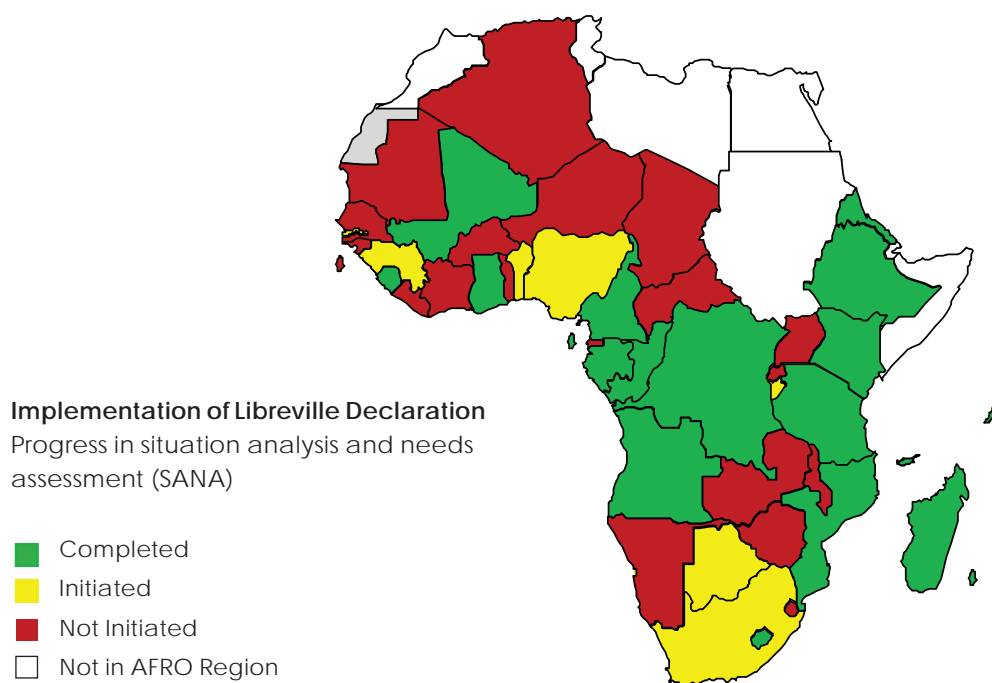 Implementation of Libreville Declaration
Progress in situation analysis and needs
assessment (SANA)
Completed
Initiated
Not Initiated
Not in AFRO Region